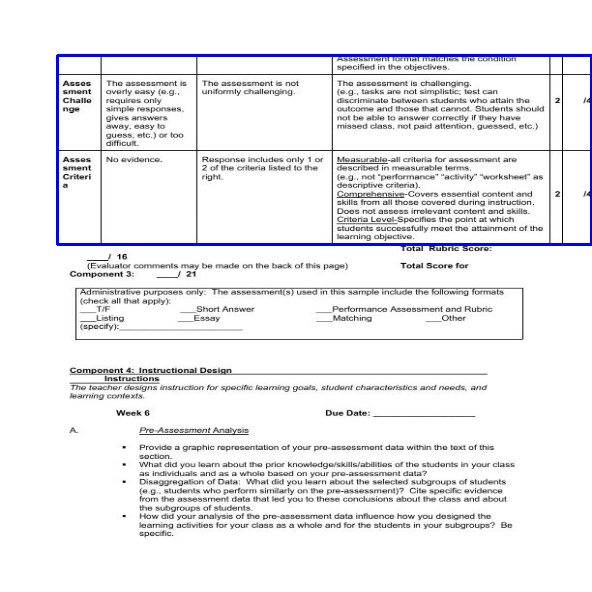 Assessment format matches the condition
specified in the objectives.
Asses
sment
Challe
nge
The assessment is
overly easy (e.g.,
requires only
simple responses,
gives answers
away, easy to
guess, etc.) or too
difficult.
The assessment is not
uniformly challenging.
The assessment is challenging.
(e.g., tasks are not simplistic; test can
discriminate between students who attain the
outcome and those that cannot. Students should
not be able to answer correctly if they have
missed class, not paid attention, guessed, etc.)
2
/4
Asses
sment
Criteri
a
No evidence.
Response includes only 1 or
2 of the criteria listed to the
right.
Measurable-all criteria for assessment are
described in measurable terms.
(e.g., not “performance” “activity” “worksheet” as
descriptive criteria).
Comprehensive-Covers essential content and
skills from all those covered during instruction.
Does not assess irrelevant content and skills.
Criteria Level-Specifies the point at which
students successfully meet the attainment of the
learning objective.
2
/4
Total Rubric Score:
____/ 16
(Evaluator comments may be made on the back of this page) Total Score for
Component 3: ____/ 21
Administrative purposes only: The assessment(s) used in this sample include the following formats
(check all that apply):
___T/F ___Short Answer ___Performance Assessment and Rubric
___Listing ___Essay ___Matching ___Other
(specify):__________________________
Component 4: Instructional Design
Instructions
The teacher designs instruction for specific learning goals, student characteristics and needs, and
learning contexts.
Week 6 Due Date: ______________________
A. Pre-Assessment Analysis
▪ Provide a graphic representation of your pre-assessment data within the text of this
section.
▪ What did you learn about the prior knowledge/skills/abilities of the students in your class
as individuals and as a whole based on your pre-assessment data?
▪ Disaggregation of Data: What did you learn about the selected subgroups of students
(e.g., students who perform similarly on the pre-assessment)? Cite specific evidence
from the assessment data that led you to these conclusions about the class and about
the subgroups of students.
▪ How did your analysis of the pre-assessment data influence how you designed the
learning activities for your class as a whole and for the students in your subgroups? Be
specific.